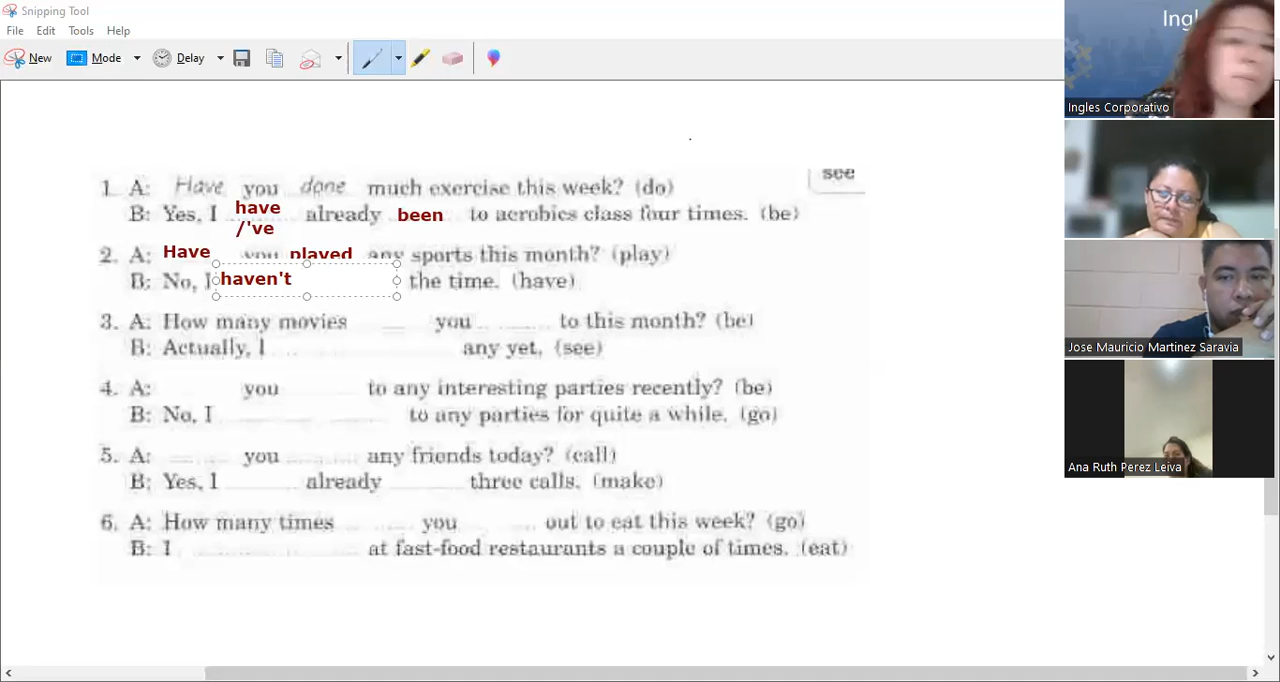 Snipping Tool
File Edit Tools Help
New Mode Delay
Ingl
Ingles Corporativo
see
1. A: Have you done much exercise this week? (do)
B: Yes, I have /'ve already been to aerobics class four times. (be)
2. A: Have you played any sports this month? (play)
B: No, I haven't the time. (have)
3. A: How many movies you to this month? (be)
B: Actually, I any yet. (see)
4. A: you to any interesting parties recently? (be)
B: No, I to any parties for quite a while. (go)
5. A: you any friends today? (call)
B: Yes, I already three calls. (make)
6. A: How many times you out to eat this week? (go)
B: I at fast-food restaurants a couple of times. (eat)
Jose Mauricio Martinez Saravia
Ana Ruth Perez Leiva